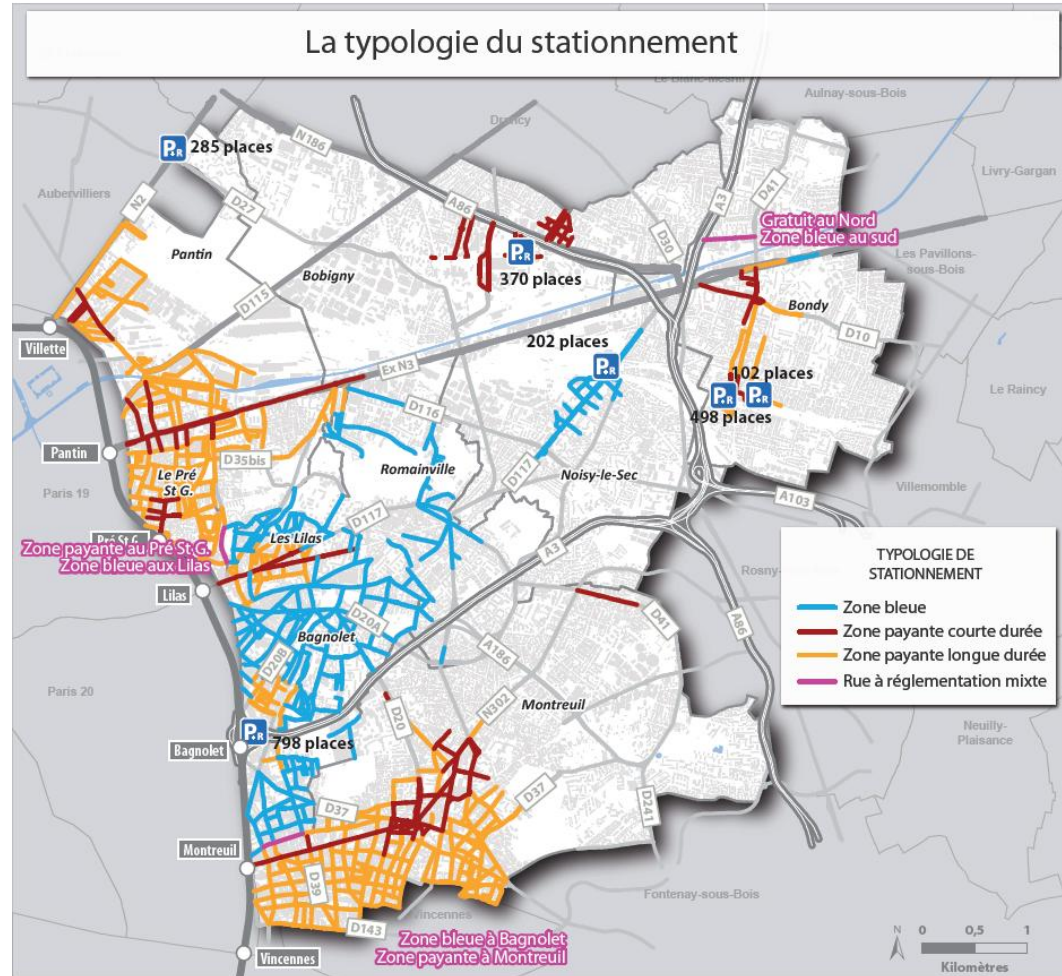 La typologie du stationnement
Le Blanc-Mesnil
Aulnay-sous-Bois
Drancy
285 places
N186
A3
D41
Livry-Gargan
Aubervilliers
N2
D27
A86
Gratuit au Nord
Zone bleue au sud
D30
Pantin
Bobigny
370 places
Les Pavillons-
sous-Bois
D115
Bondy
D10
Villette
202 places
Ex N3
102 places
498 places
Le Raincy
D116
Pantin
D35bis
Romainville
D117
Noisy-le-Sec
Le Pré
St G.
Paris 19
Villemomble
A103
D117
Pré St G.
Les Lilas
A3
Zone payante au Pré St G.
Zone bleue aux Lilas
Lilas
TYPOLOGIE DE
STATIONNEMENT
Zone bleue
Zone payante courte durée
Zone payante longue durée
Rue à réglementation mixte
D20A
D41
A86
Bagnolet
D20B
A186
Paris 20
Montreuil
D20
N302
Bagnolet
798 places
Neuilly-
Plaisance
D37
D37
D241
Montreuil
D39
Fontenay-sous-Bois
D143
Vincennes
Zone bleue à Bagnolet
Zone payante à Montreuil
Vincennes
N
0 0,5 1
Kilomètres